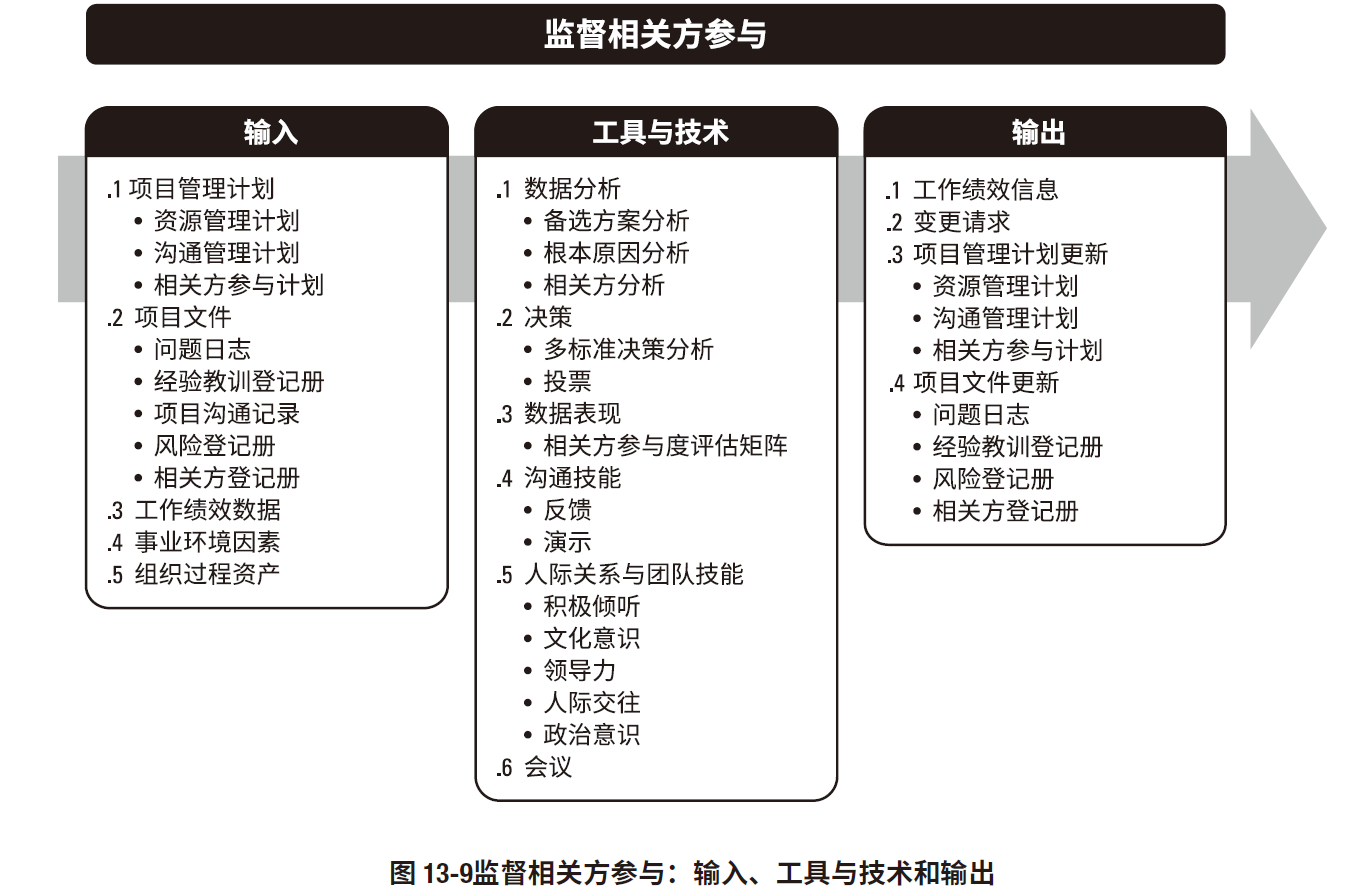 监督相关方参与
输入
.1 项目管理计划
• 资源管理计划
• 沟通管理计划
• 相关方参与计划
.2 项目文件
• 问题日志
• 经验教训登记册
• 项目沟通记录
• 风险登记册
• 相关方登记册
.3 工作绩效数据
.4 事业环境因素
.5 组织过程资产
工具与技术
.1 数据分析
• 备选方案分析
• 根本原因分析
• 相关方分析
.2 决策
• 多标准决策分析
• 投票
.3 数据表现
• 相关方参与度评估矩阵
.4 沟通技能
• 反馈
• 演示
.5 人际关系与团队技能
• 积极倾听
• 文化意识
• 领导力
• 人际交往
• 政治意识
.6 会议
输出
.1 工作绩效信息
.2 变更请求
.3 项目管理计划更新
• 资源管理计划
• 沟通管理计划
• 相关方参与计划
.4 项目文件更新
• 问题日志
• 经验教训登记册
• 风险登记册
• 相关方登记册
图 13-9监督相关方参与：输入、工具与技术和输出